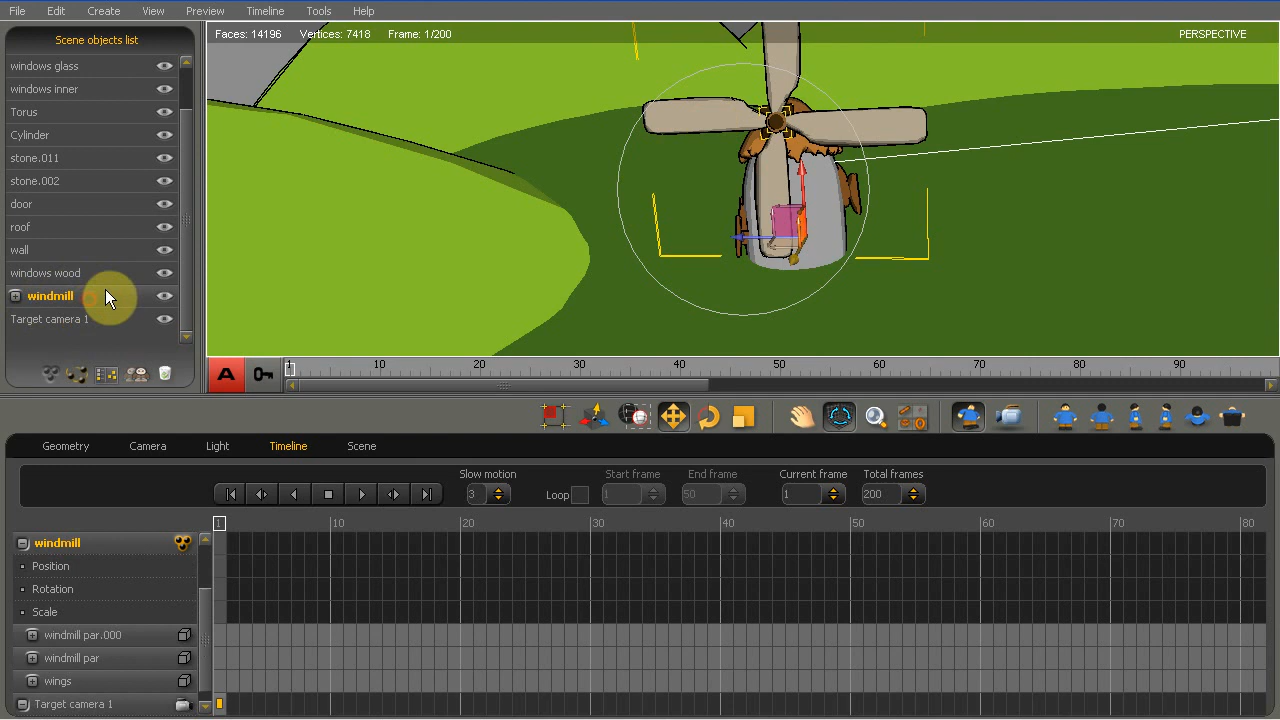 File Edit Create View Preview Timeline Tools Help
Scene objects list
windows glass
windows inner
Torus
Cylinder
stone.011
stone.002
door
roof
wall
windows wood
windmill
Target camera 1
Faces: 14196 Vertices: 7418 Frame: 1/200 PERSPECTIVE
A 1 10 20 30 40 50 60 70 80 90
Geometry Camera Light Timeline Scene
Slow motion Start frame End frame Current frame Total frames
3 Loop 1 50 1 200
1 10 20 30 40 50 60 70 80
windmill
Position
Rotation
Scale
windmill par.000
windmill par
wings
Target camera 1